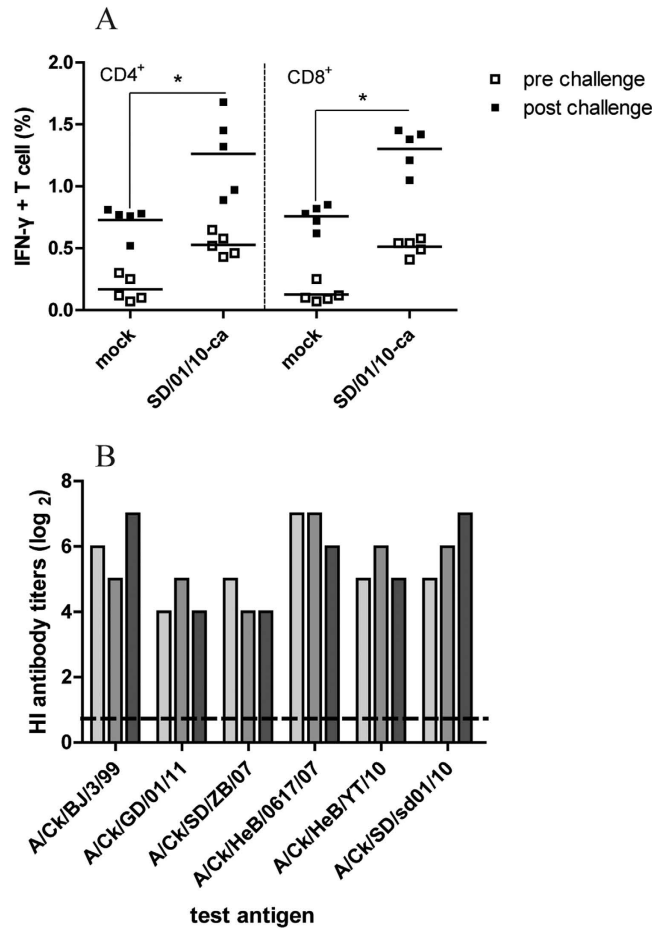 A
CD4+
*
CD8+
*
pre challenge
post challenge
IFN-γ + T cell (%)
2.0
1.5
1.0
0.5
0.0
mock
SD/01/10-ca
mock
SD/01/10-ca
B
HI antibody titers (log 2)
8
6
4
2
0
A/Ck/BJ/3/99
A/Ck/GD/01/11
A/Ck/SD/ZB/07
A/Ck/HeB/0617/07
A/Ck/HeB/YT/10
A/Ck/SD/sd01/10
test antigen